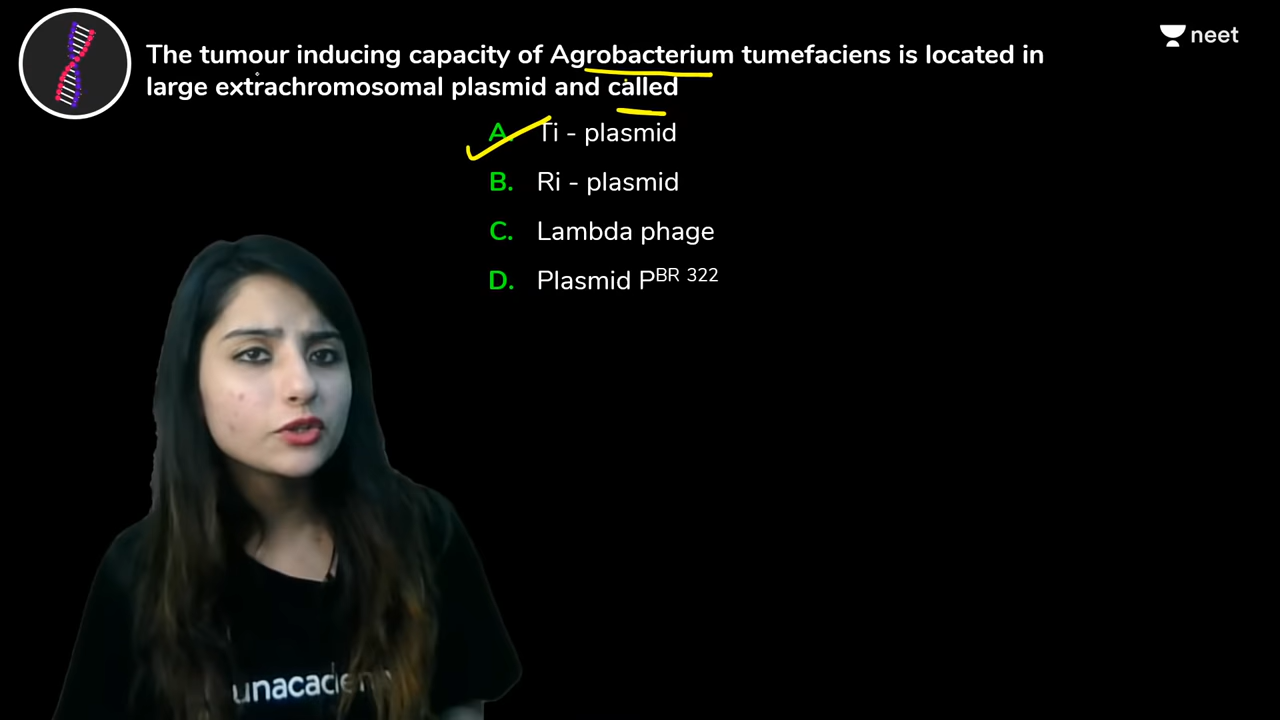 neet
The tumour inducing capacity of Agrobacterium tumefaciens is located in
large extrachromosomal plasmid and called
A. Ti - plasmid
B. Ri - plasmid
C. Lambda phage
D. Plasmid P^BR 322